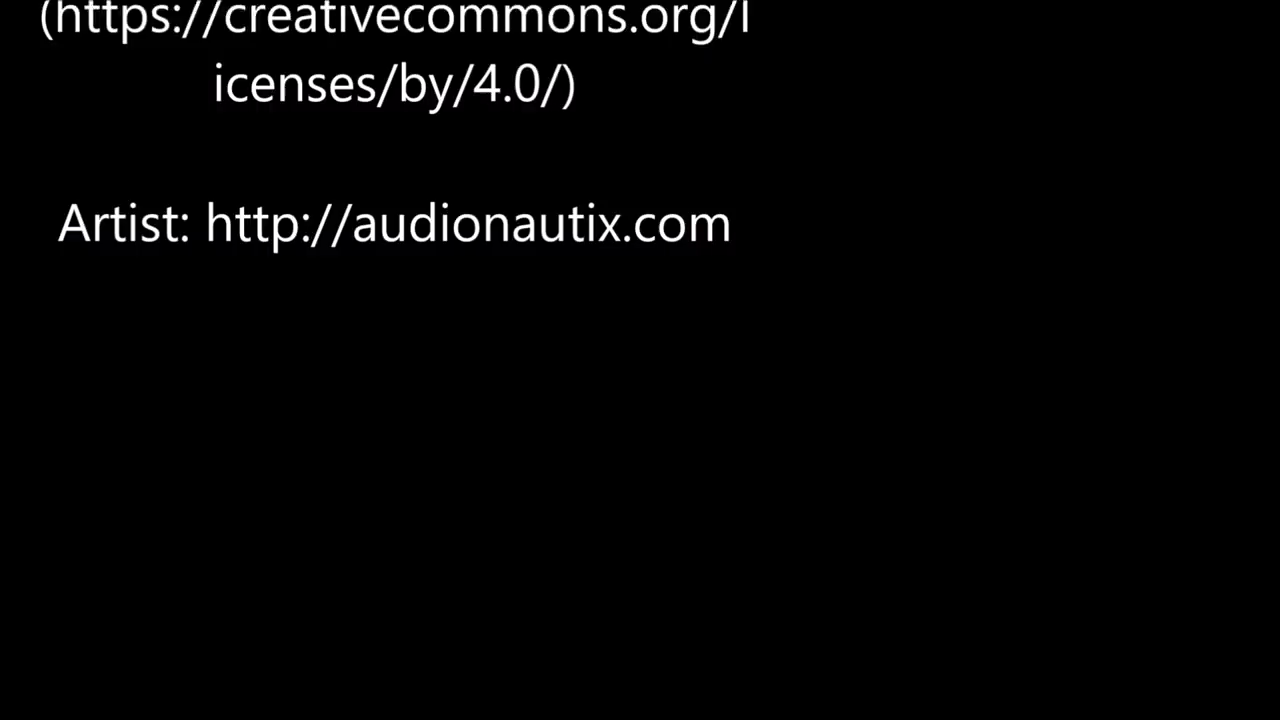 (https://creativecommons.org/l
icenses/by/4.0/)
Artist: http://audionautix.com